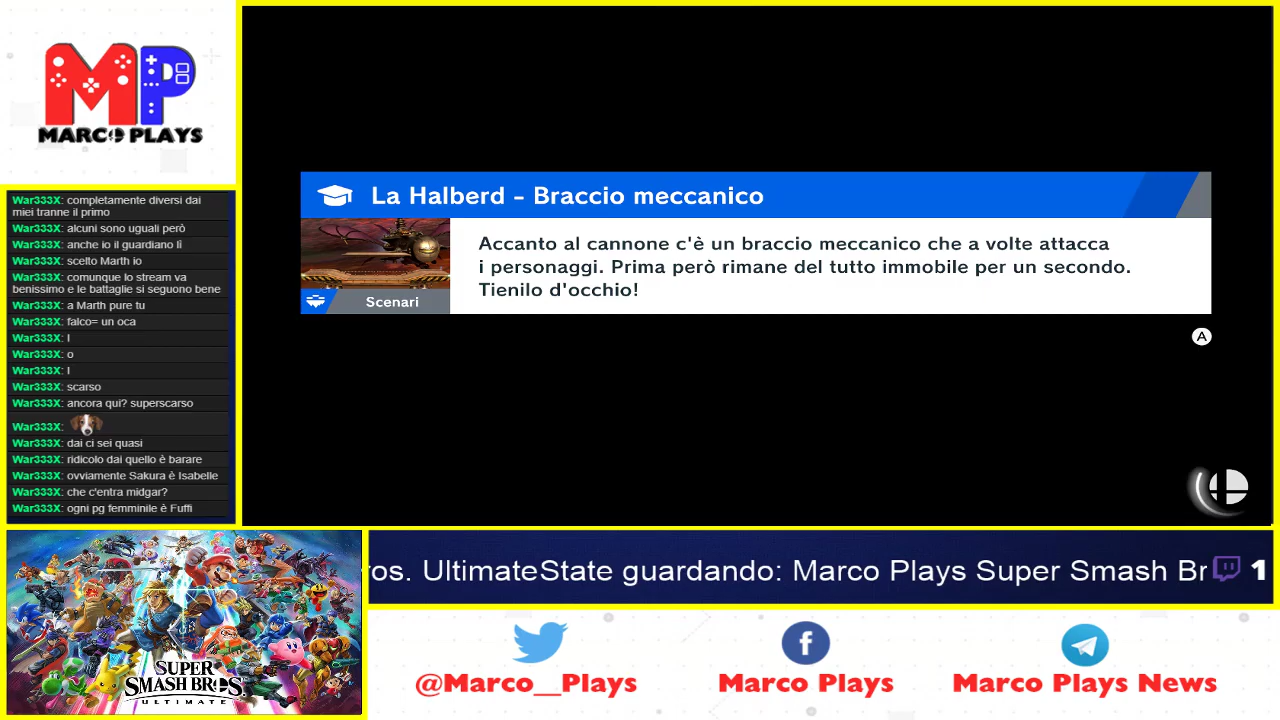 MP
MARCO PLAYS
War333X: completamente diversi dai
miei tranne il primo
War333X: alcuni sono uguali però
War333X: anche io il guardiano lì
War333X: scelto Marth io
War333X: comunque lo stream va
benissimo e le battaglie si seguono bene
War333X: a Marth pure tu
War333X: falco= un oca
War333X: l
War333X: o
War333X: l
War333X: scarso
War333X: ancora qui? superscarso
War333X:
War333X: dai ci sei quasi
War333X: ridicolo dai quello è barare
War333X: ovviamente Sakura è Isabelle
War333X: che c'entra midgar?
War333X: ogni pg femminile è Fuffi
La Halberd - Braccio meccanico
Accanto al cannone c'è un braccio meccanico che a volte attacca
i personaggi. Prima però rimane del tutto immobile per un secondo.
Tienilo d'occhio!
Scenari
A
ros. UltimateState guardando: Marco Plays Super Smash Br
1
SUPER
SMASH BROS.
ULTIMATE
@Marco__Plays
Marco Plays
Marco Plays News